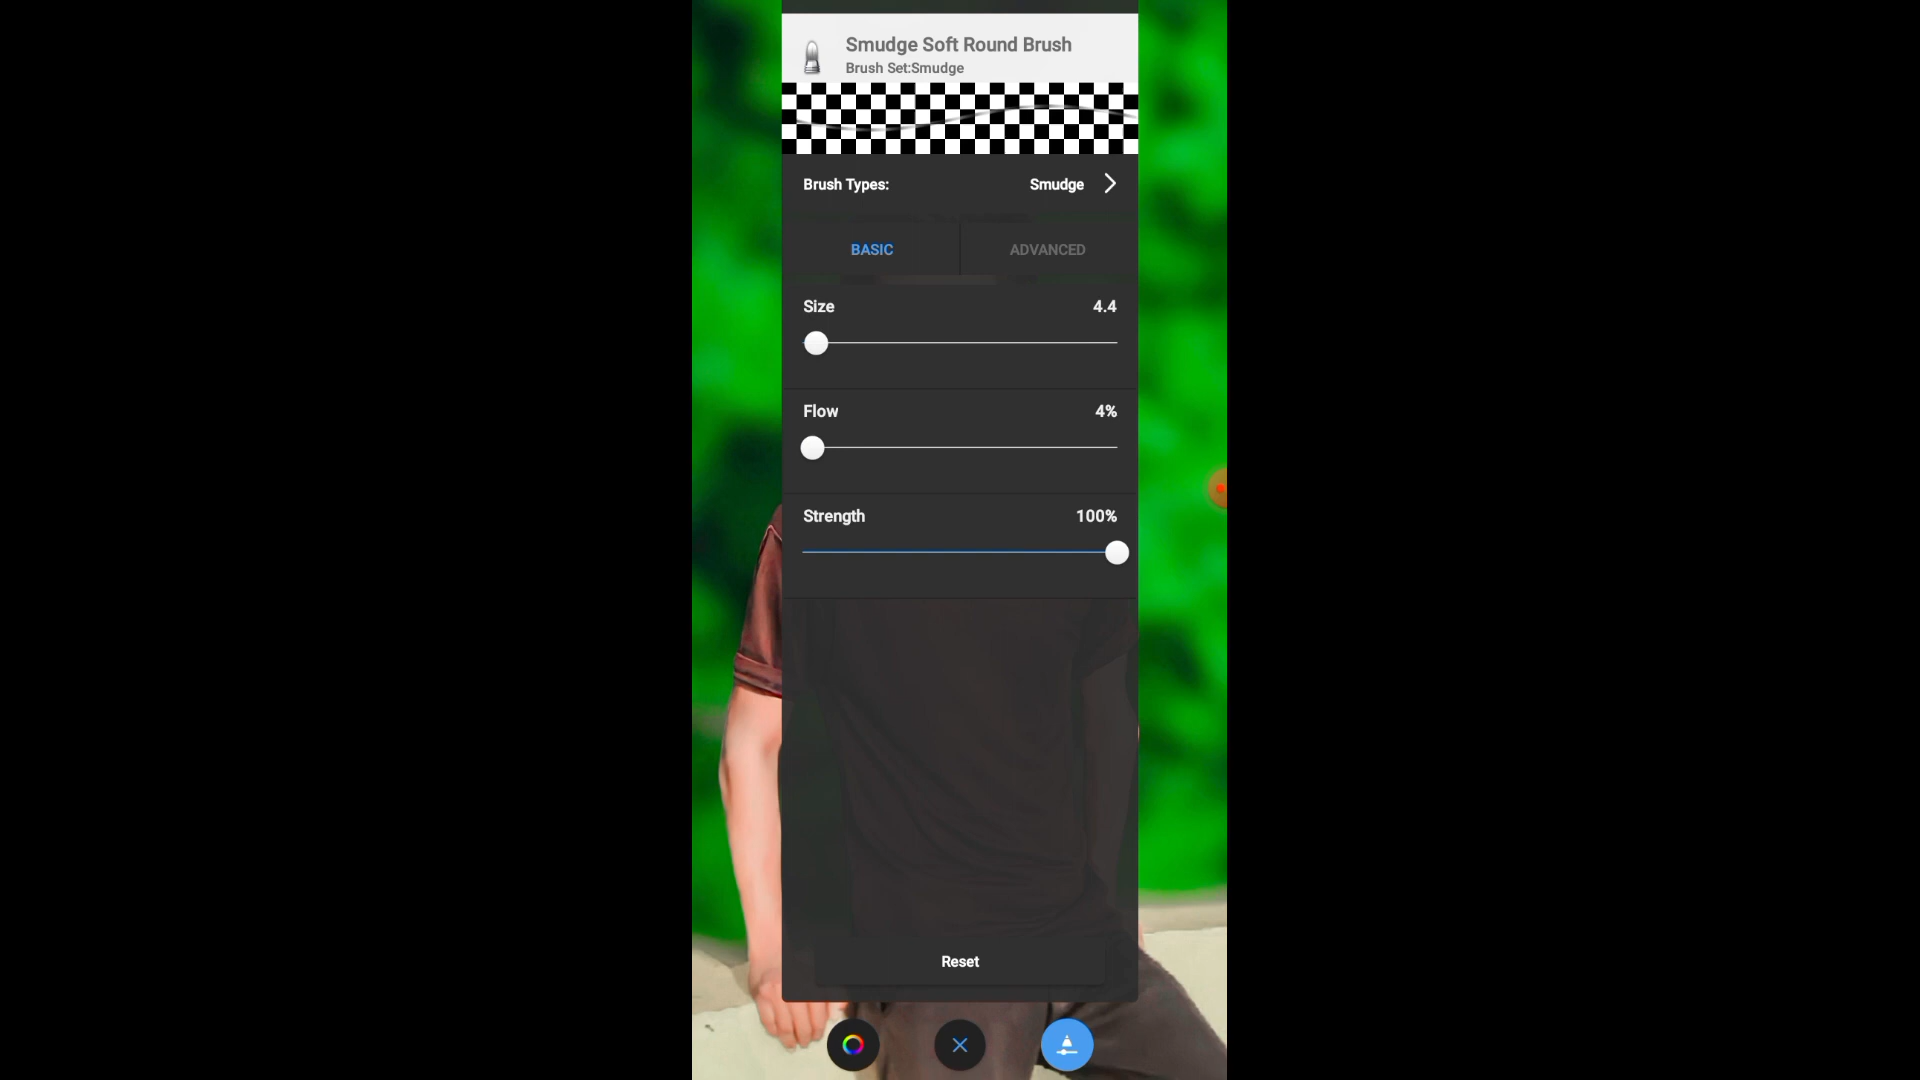 Smudge Soft Round Brush
Brush Set:Smudge
Brush Types: Smudge
BASIC ADVANCED
Size 4.4
Flow 4%
Strength 100%
Reset